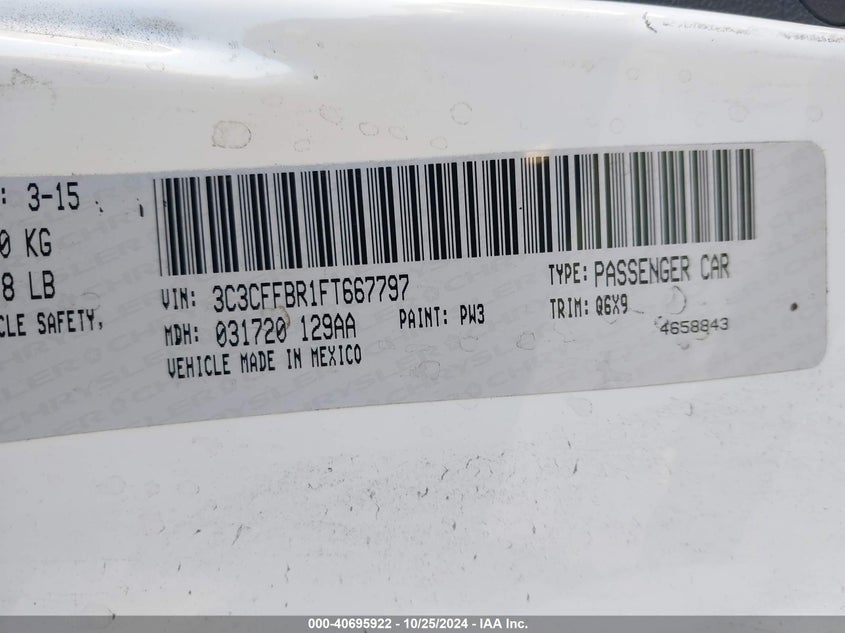 : 3-15
0 KG
8 LB
CLE SAFETY,
VIN: 3C3CFFBR1FT667797
TYPE: PASSENGER CAR
MDH: 031720 129AA
PAINT: PW3
TRIM: Q6X9
VEHICLE MADE IN MEXICO
4658843
000-40695922 - 10/25/2024 - IAA Inc.